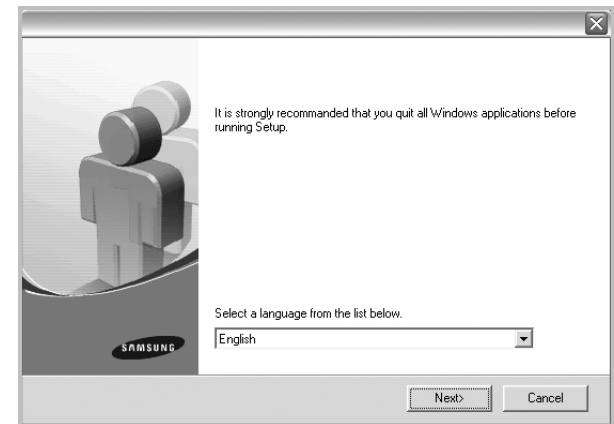 It is strongly recommanded that you quit all Windows applications before
running Setup.
Select a language from the list below.
English
SAMSUNG
Next>
Cancel